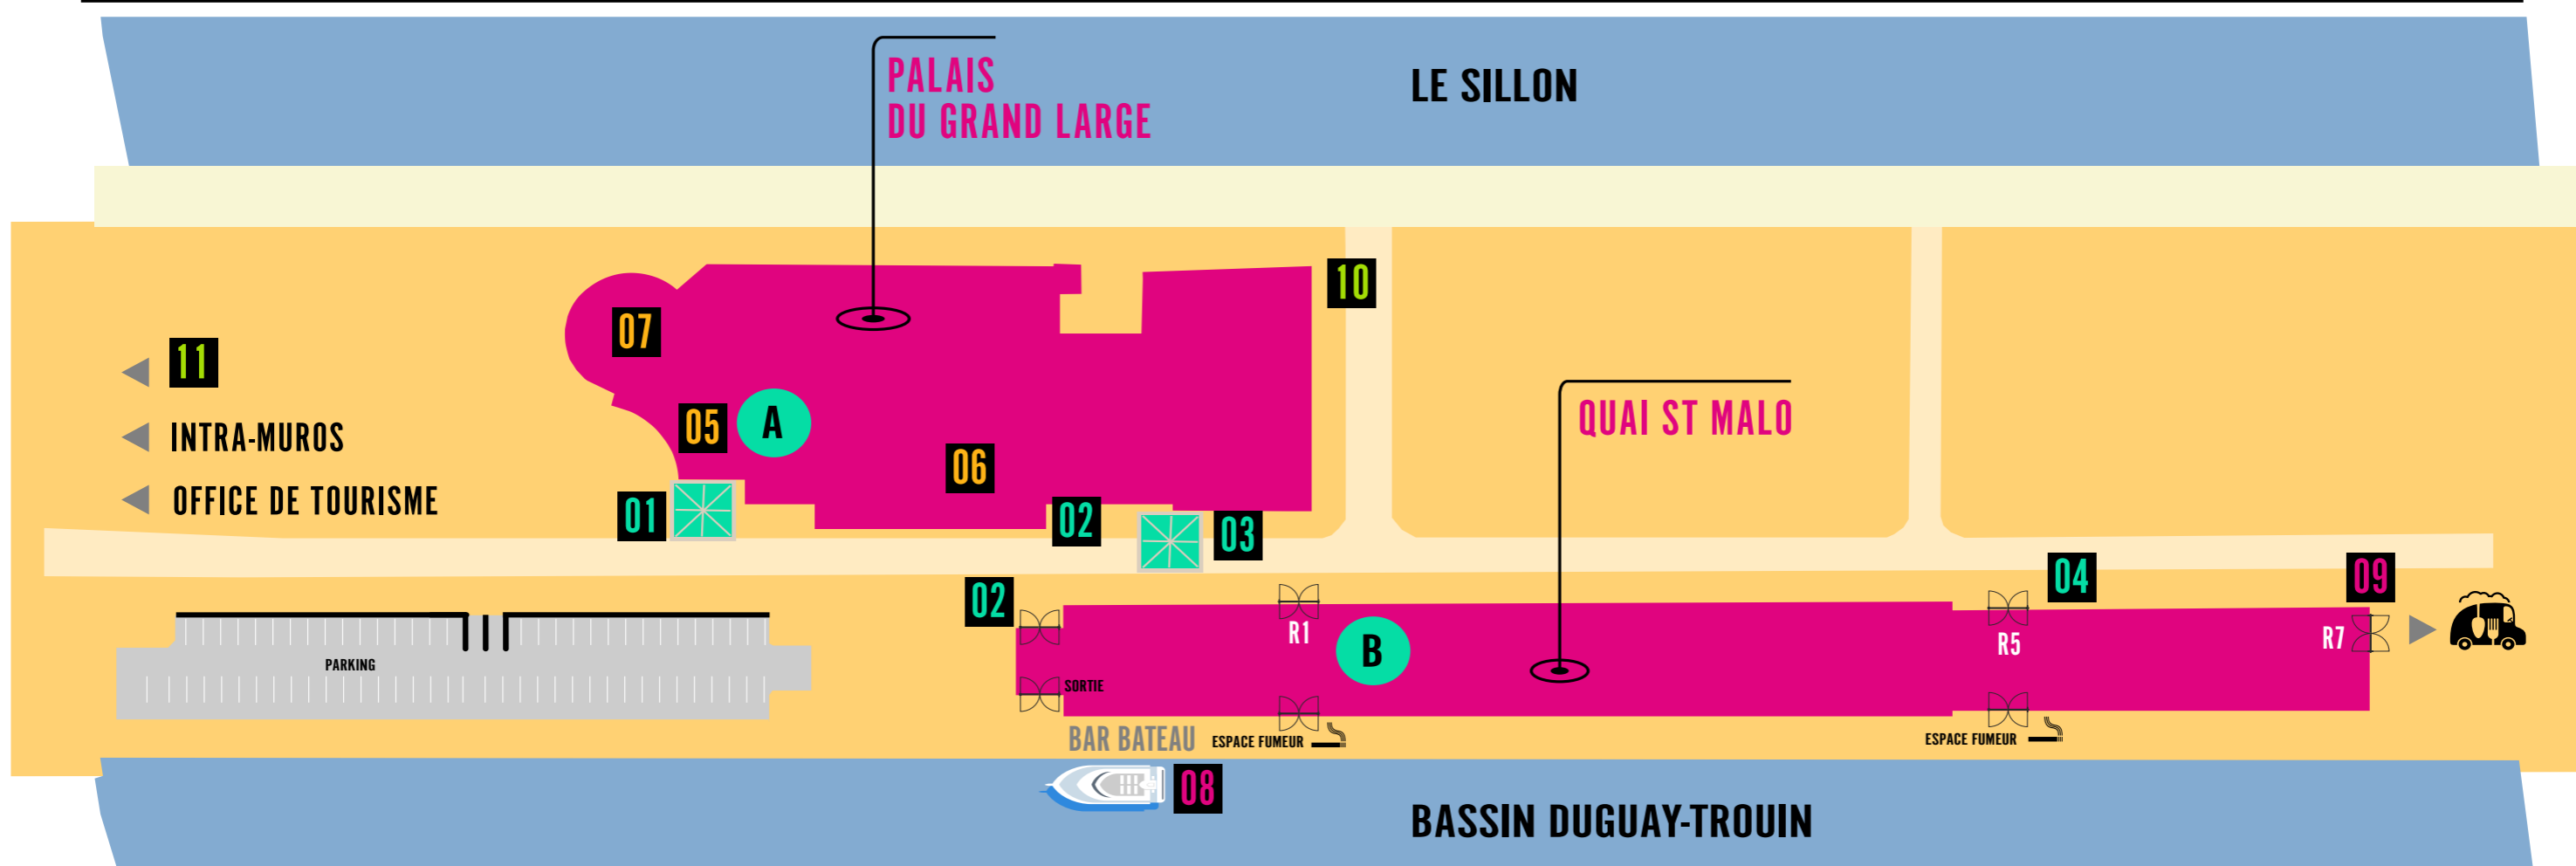 PALAIS
DU GRAND LARGE
LE SILLON
10
07
11
05
A
INTRA-MUROS
QUAI ST MALO
06
OFFICE DE TOURISME
01
02
03
04
09
02
R1
B
R5
R7
PARKING
SORTIE
BAR BATEAU
ESPACE FUMEUR
ESPACE FUMEUR
08
BASSIN DUGUAY-TROUIN